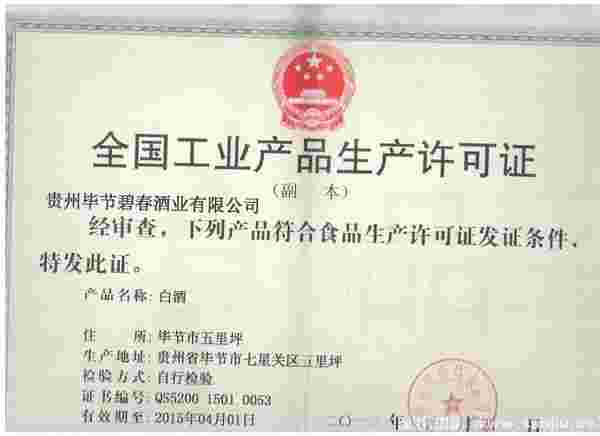 全国工业产品生产许可证
(副 本)
贵州毕节碧春酒业有限公司
经审查，下列产品符合食品生产许可证发证条件，
特发此证。
产品名称: 白酒
住 所: 毕节市五里坪
生产地址: 贵州省毕节市七星关区三里坪
检验方式: 自行检验
证书编号: QS5200 1501 0053
有效期至: 2015年04月01日